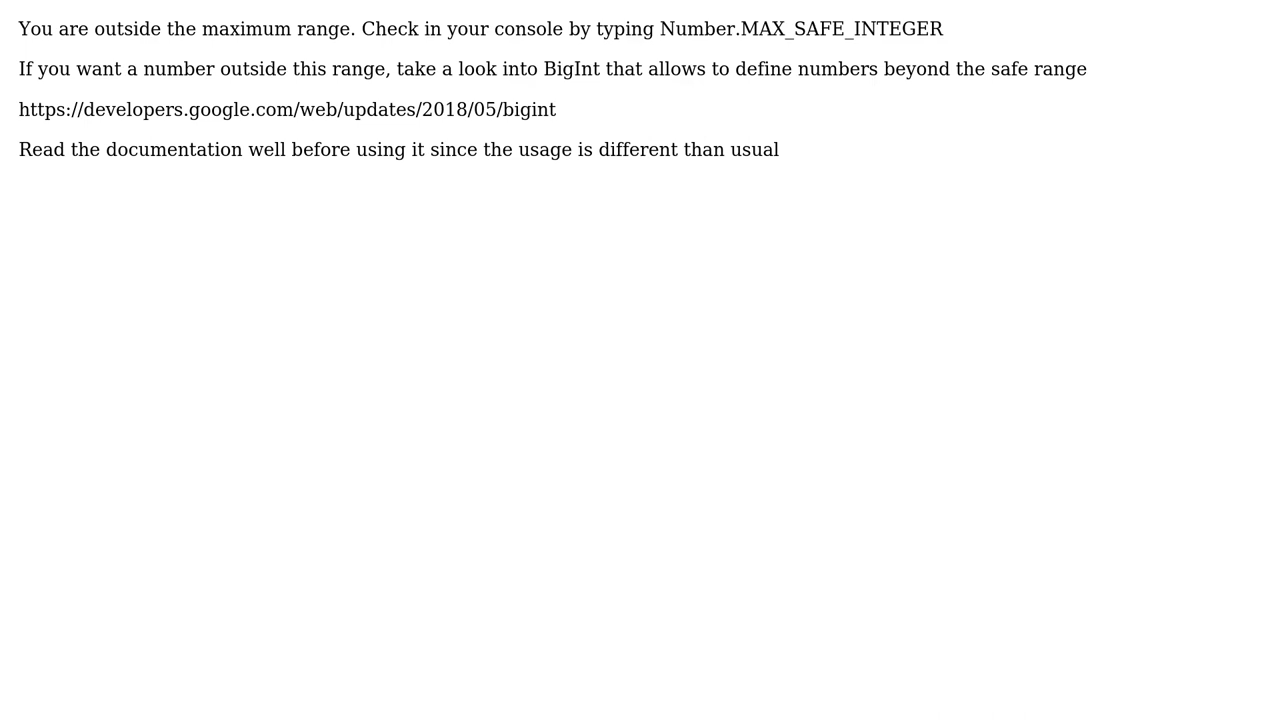 You are outside the maximum range. Check in your console by typing Number.MAX_SAFE_INTEGER
If you want a number outside this range, take a look into BigInt that allows to define numbers beyond the safe range
https://developers.google.com/web/updates/2018/05/bigint
Read the documentation well before using it since the usage is different than usual